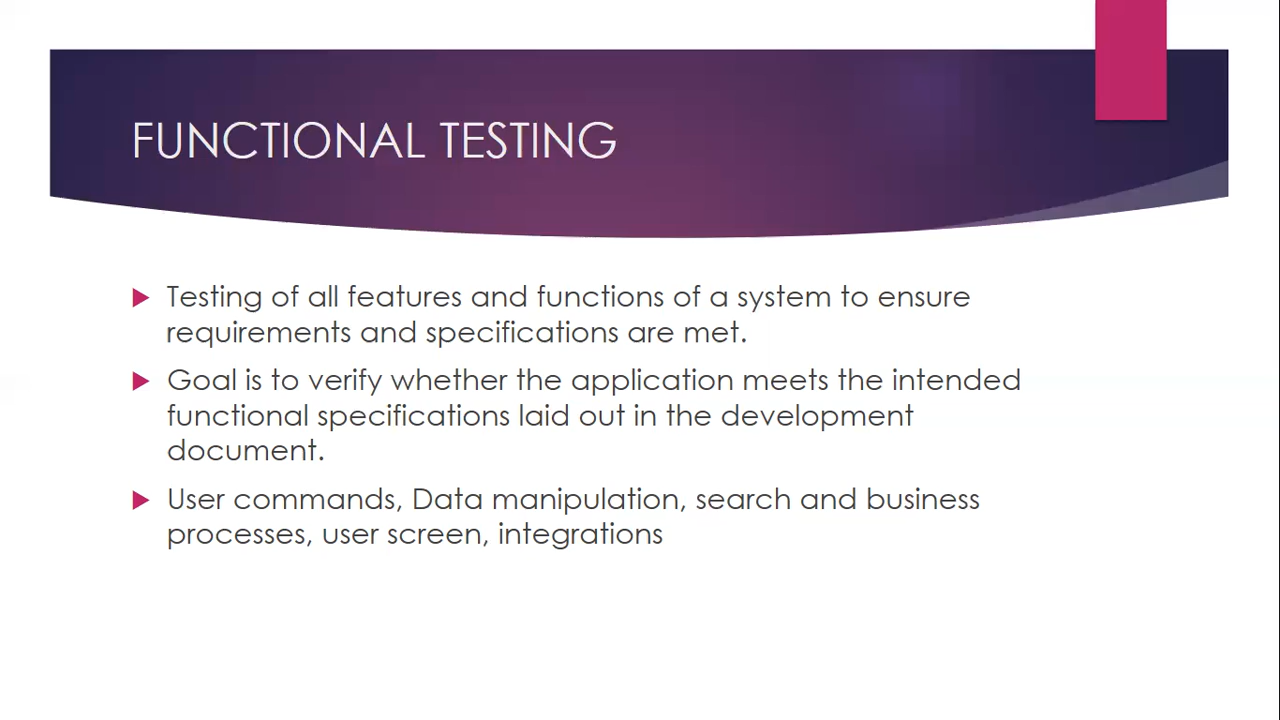 FUNCTIONAL TESTING
Testing of all features and functions of a system to ensure
requirements and specifications are met.
Goal is to verify whether the application meets the intended
functional specifications laid out in the development
document.
User commands, Data manipulation, search and business
processes, user screen, integrations